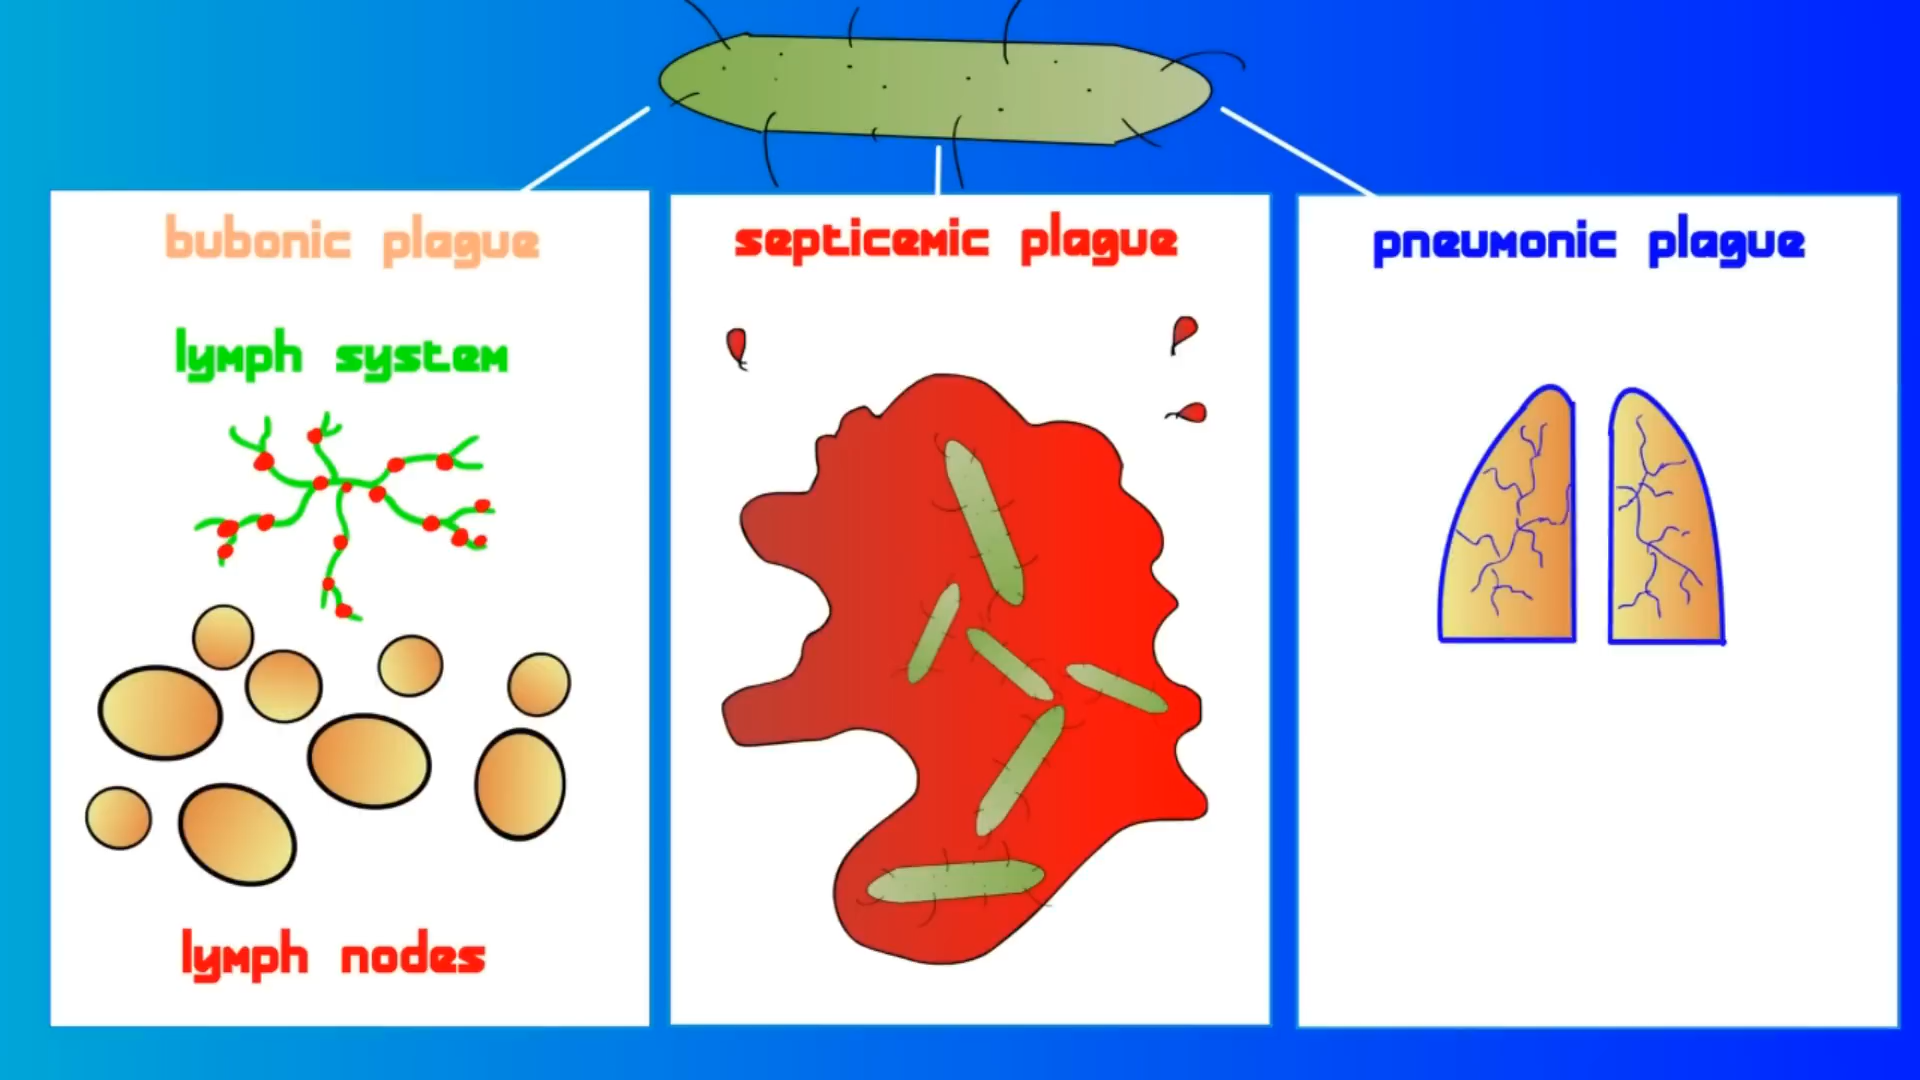 bubonic plague
lymph system
lymph nodes
septicemic plague
pneumonic plague